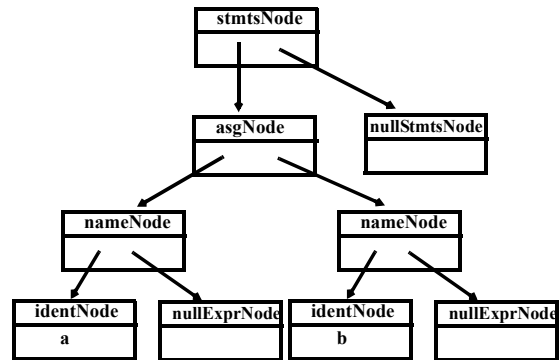 stmtsNode
asgNode
nullStmtsNode
nameNode
nameNode
identNode
nullExprNode
identNode
nullExprNode
a
b